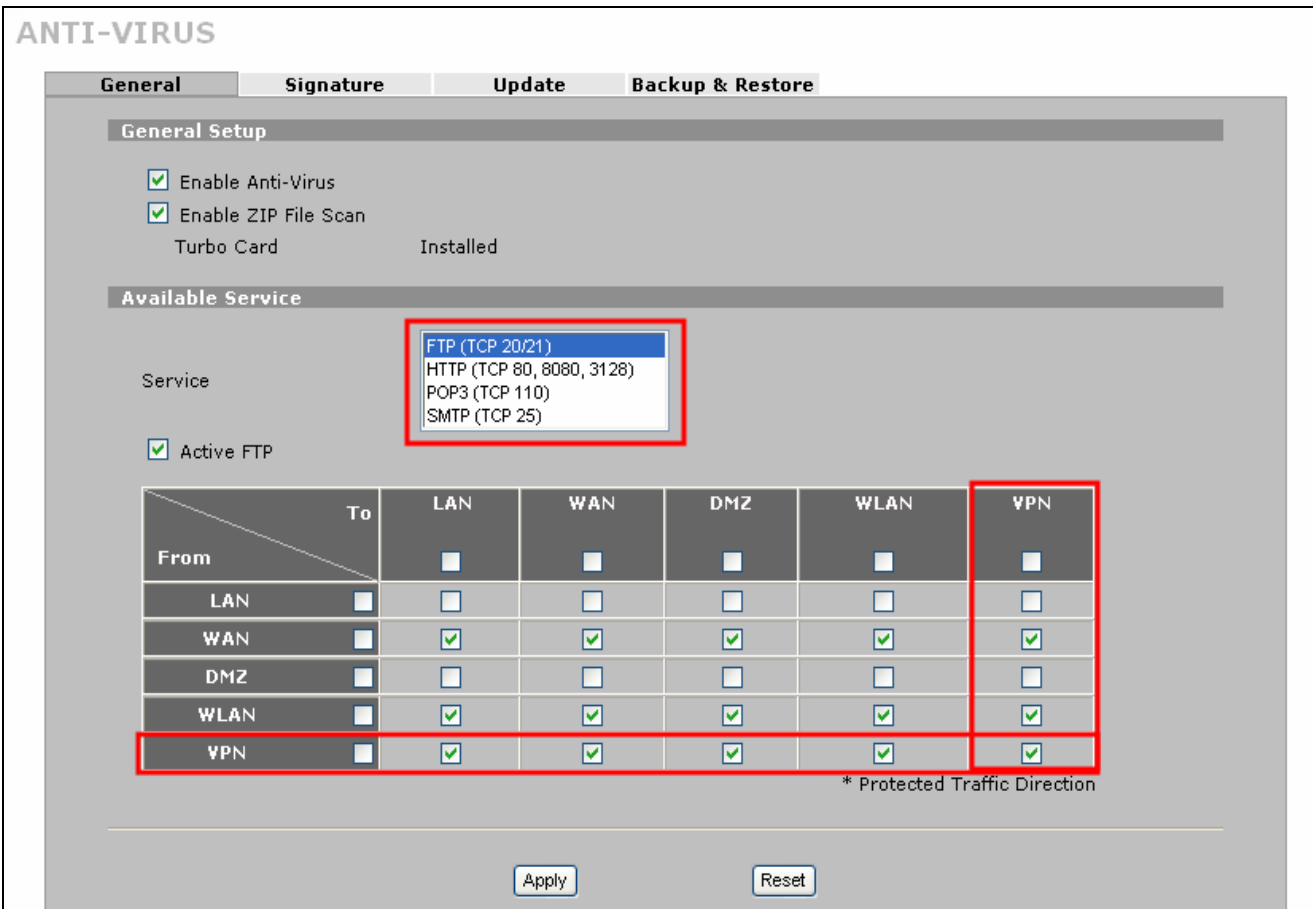 ANTI-VIRUS
General Signature Update Backup & Restore
General Setup
Enable Anti-Virus
Enable ZIP File Scan
Turbo Card Installed
Available Service
Service
FTP (TCP 20/21)
HTTP (TCP 80, 8080, 3128)
POP3 (TCP 110)
SMTP (TCP 25)
Active FTP
To LAN WAN DMZ WLAN VPN
From
LAN
WAN
DMZ
WLAN
VPN
* Protected Traffic Direction
Apply Reset